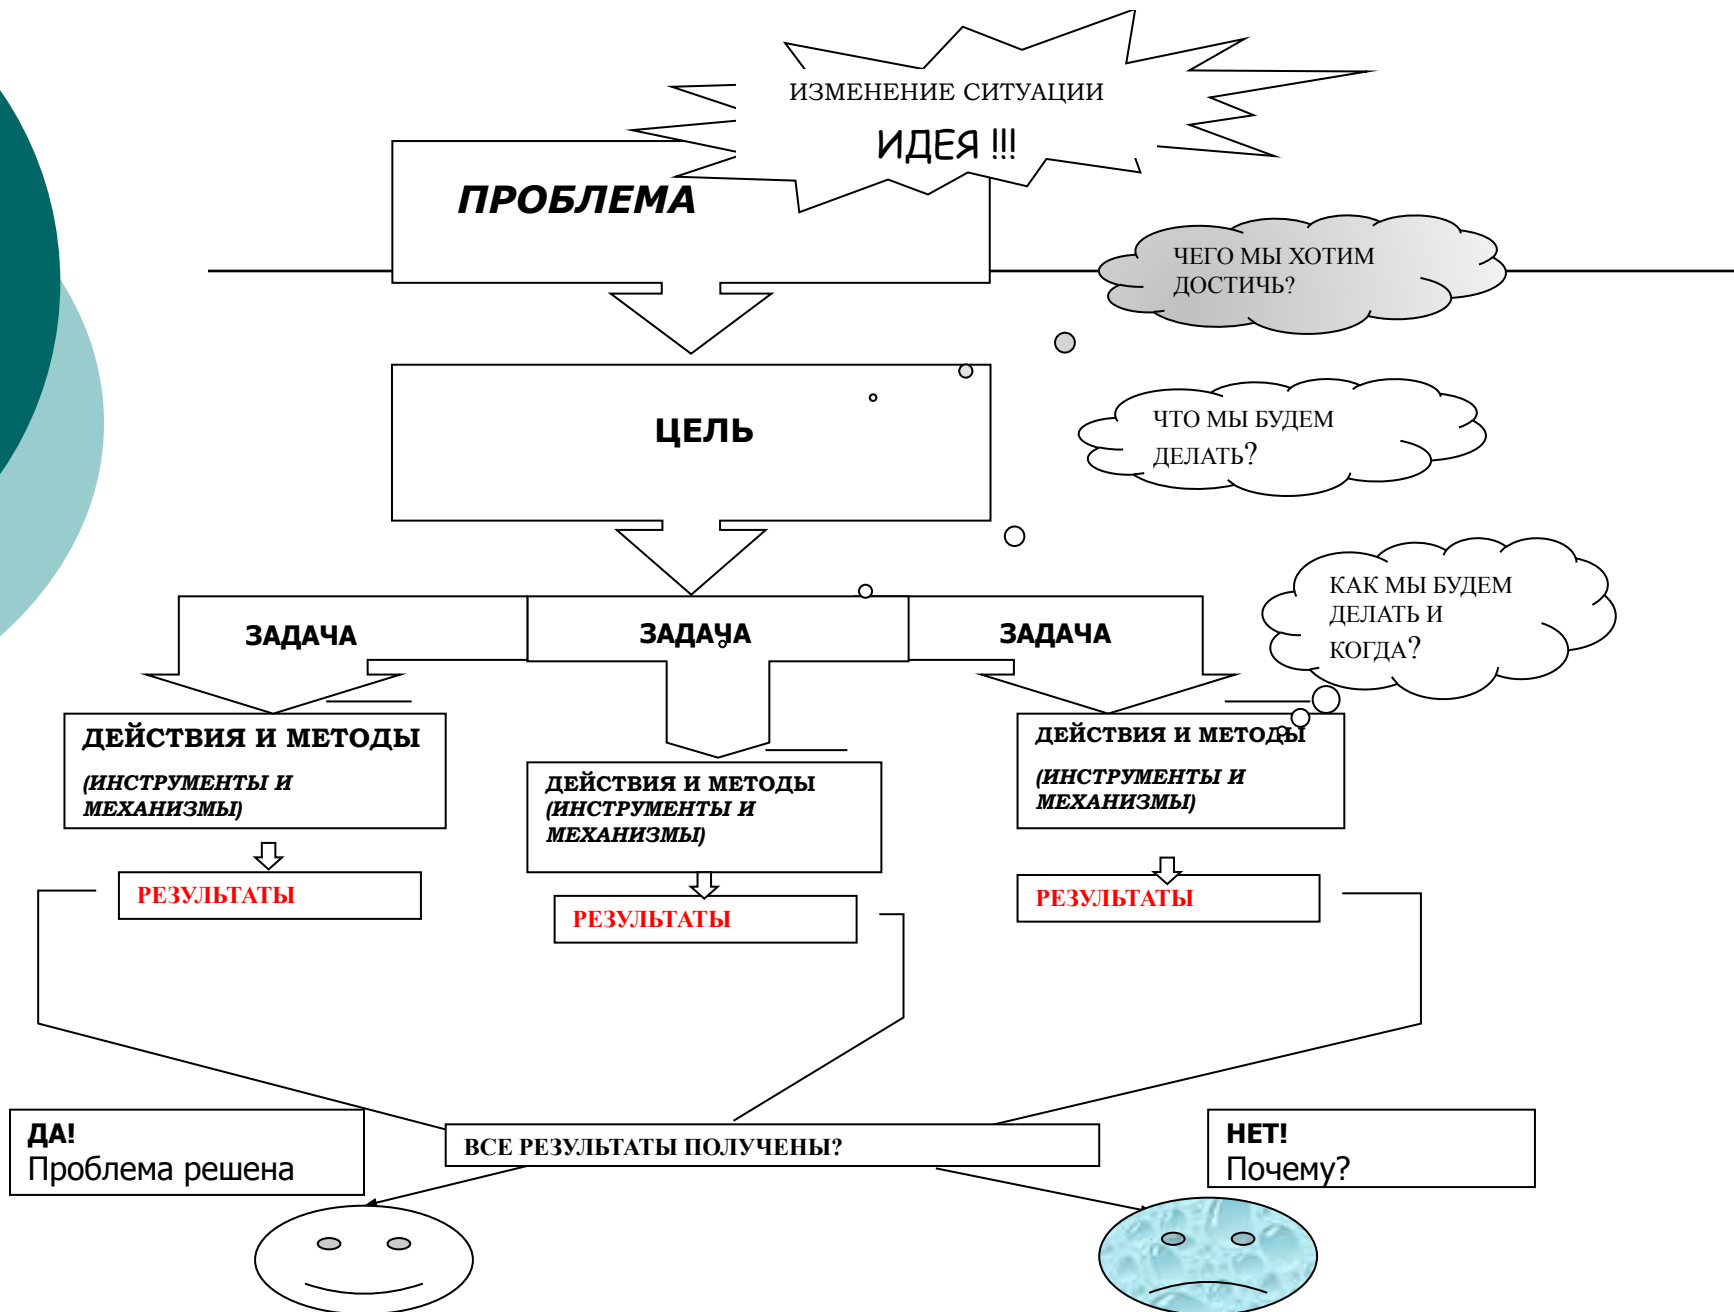 ИЗМЕНЕНИЕ СИТУАЦИИ
ИДЕЯ !!!
ПРОБЛЕМА
ЧЕГО МЫ ХОТИМ
ДОСТИЧЬ?
ЦЕЛЬ
ЧТО МЫ БУДЕМ
ДЕЛАТЬ?
КАК МЫ БУДЕМ
ДЕЛАТЬ И
КОГДА?
ЗАДАЧА
ЗАДАЧА
ЗАДАЧА
ДЕЙСТВИЯ И МЕТОДЫ
(ИНСТРУМЕНТЫ И
МЕХАНИЗМЫ)
ДЕЙСТВИЯ И МЕТОДЫ
(ИНСТРУМЕНТЫ И
МЕХАНИЗМЫ)
ДЕЙСТВИЯ И МЕТОДЫ
(ИНСТРУМЕНТЫ И
МЕХАНИЗМЫ)
РЕЗУЛЬТАТЫ
РЕЗУЛЬТАТЫ
РЕЗУЛЬТАТЫ
ДА!
Проблема решена
ВСЕ РЕЗУЛЬТАТЫ ПОЛУЧЕНЫ?
НЕТ!
Почему?